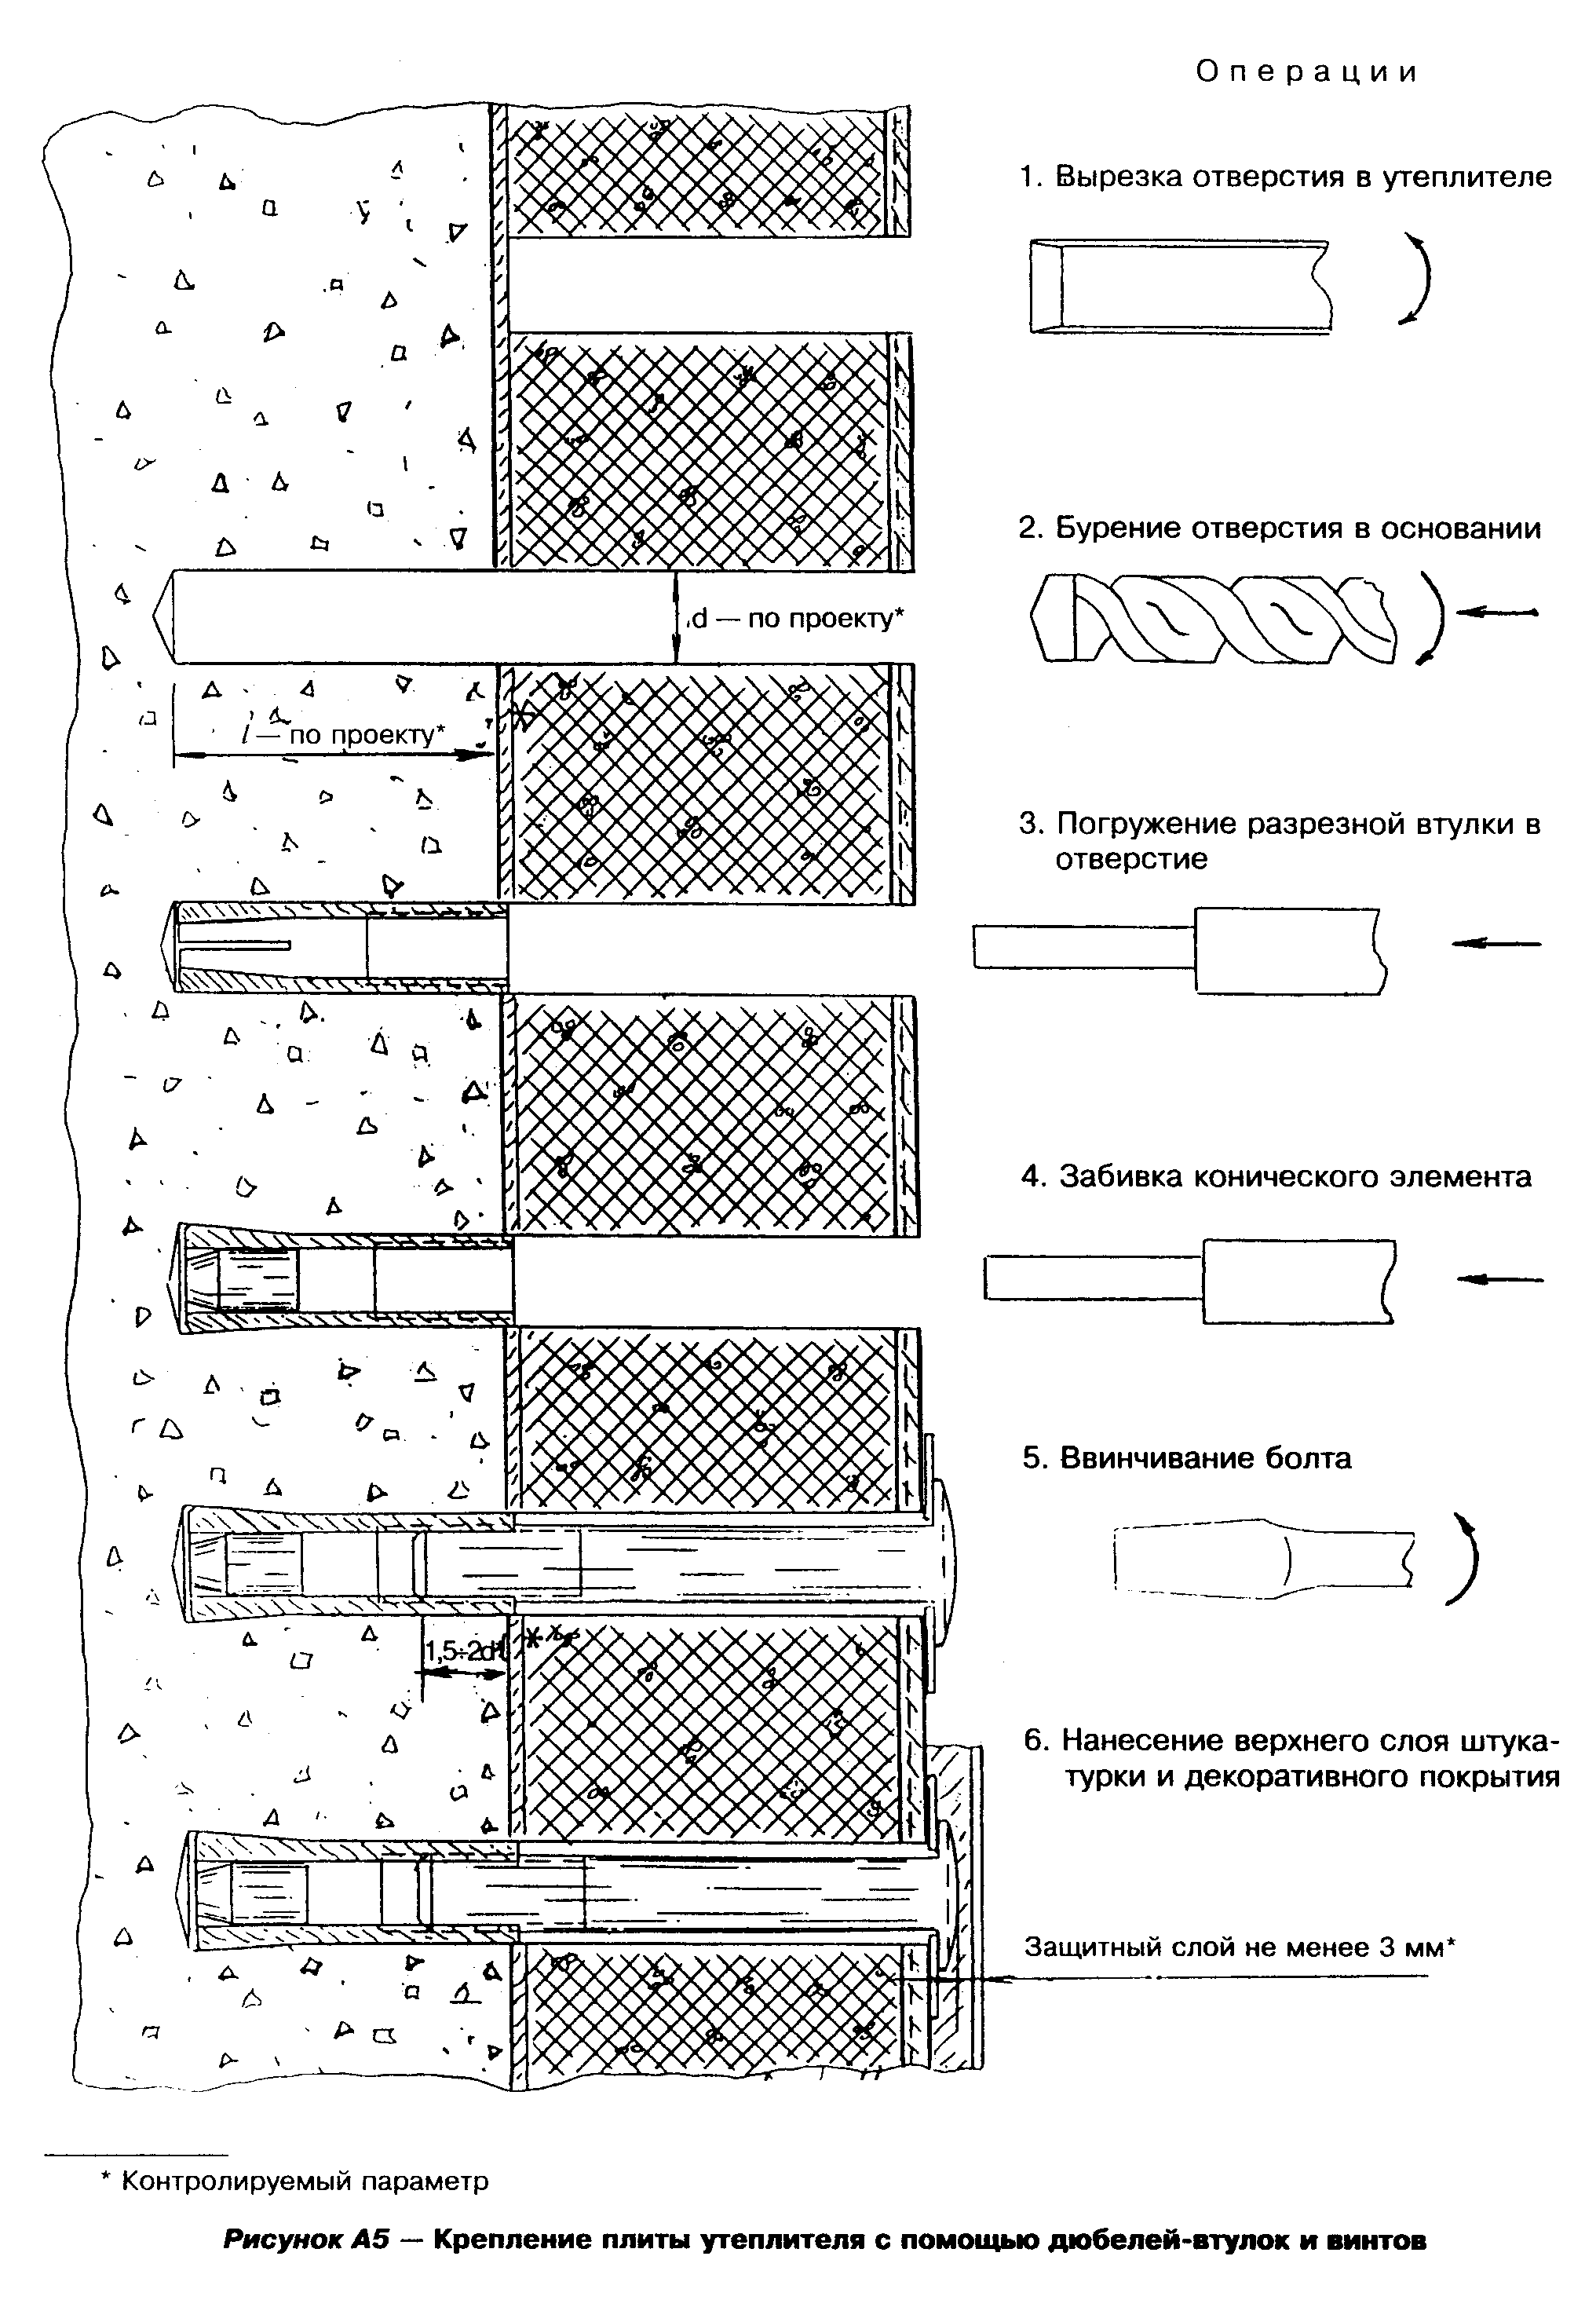 Операции
1. Вырезка отверстия в утеплителе
2. Бурение отверстия в основании
d — по проекту*
l — по проекту*
3. Погружение разрезной втулки в
отверстие
4. Забивка конического элемента
5. Ввинчивание болта
1,5÷2d
6. Нанесение верхнего слоя штука-
турки и декоративного покрытия
Защитный слой не менее 3 мм*
* Контролируемый параметр
Рисунок А5 — Крепление плиты утеплителя с помощью дюбелей-втулок и винтов